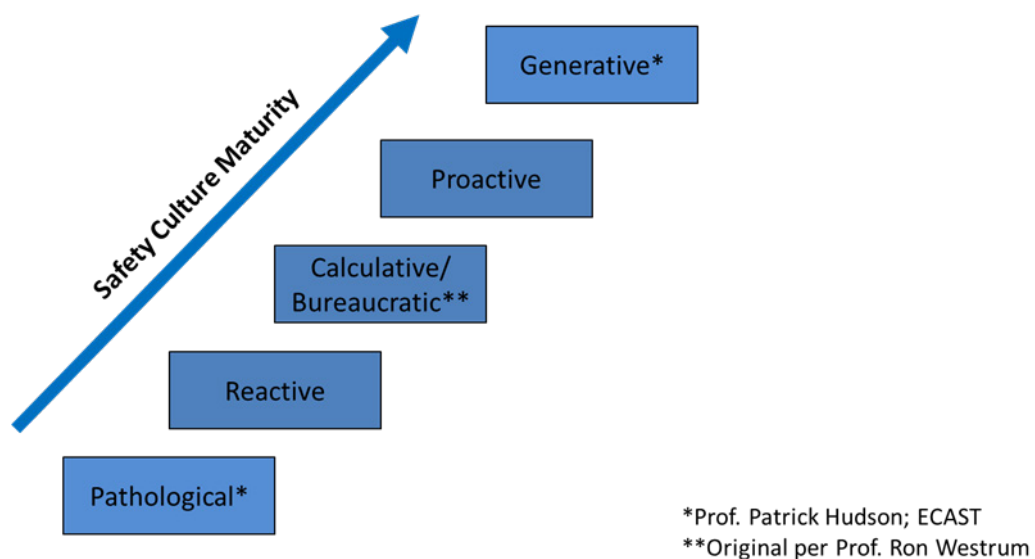 Generative*
Proactive
Safety Culture Maturity
Calculative/
Bureaucratic**
Reactive
Pathological*
*Prof. Patrick Hudson; ECAST
**Original per Prof. Ron Westrum